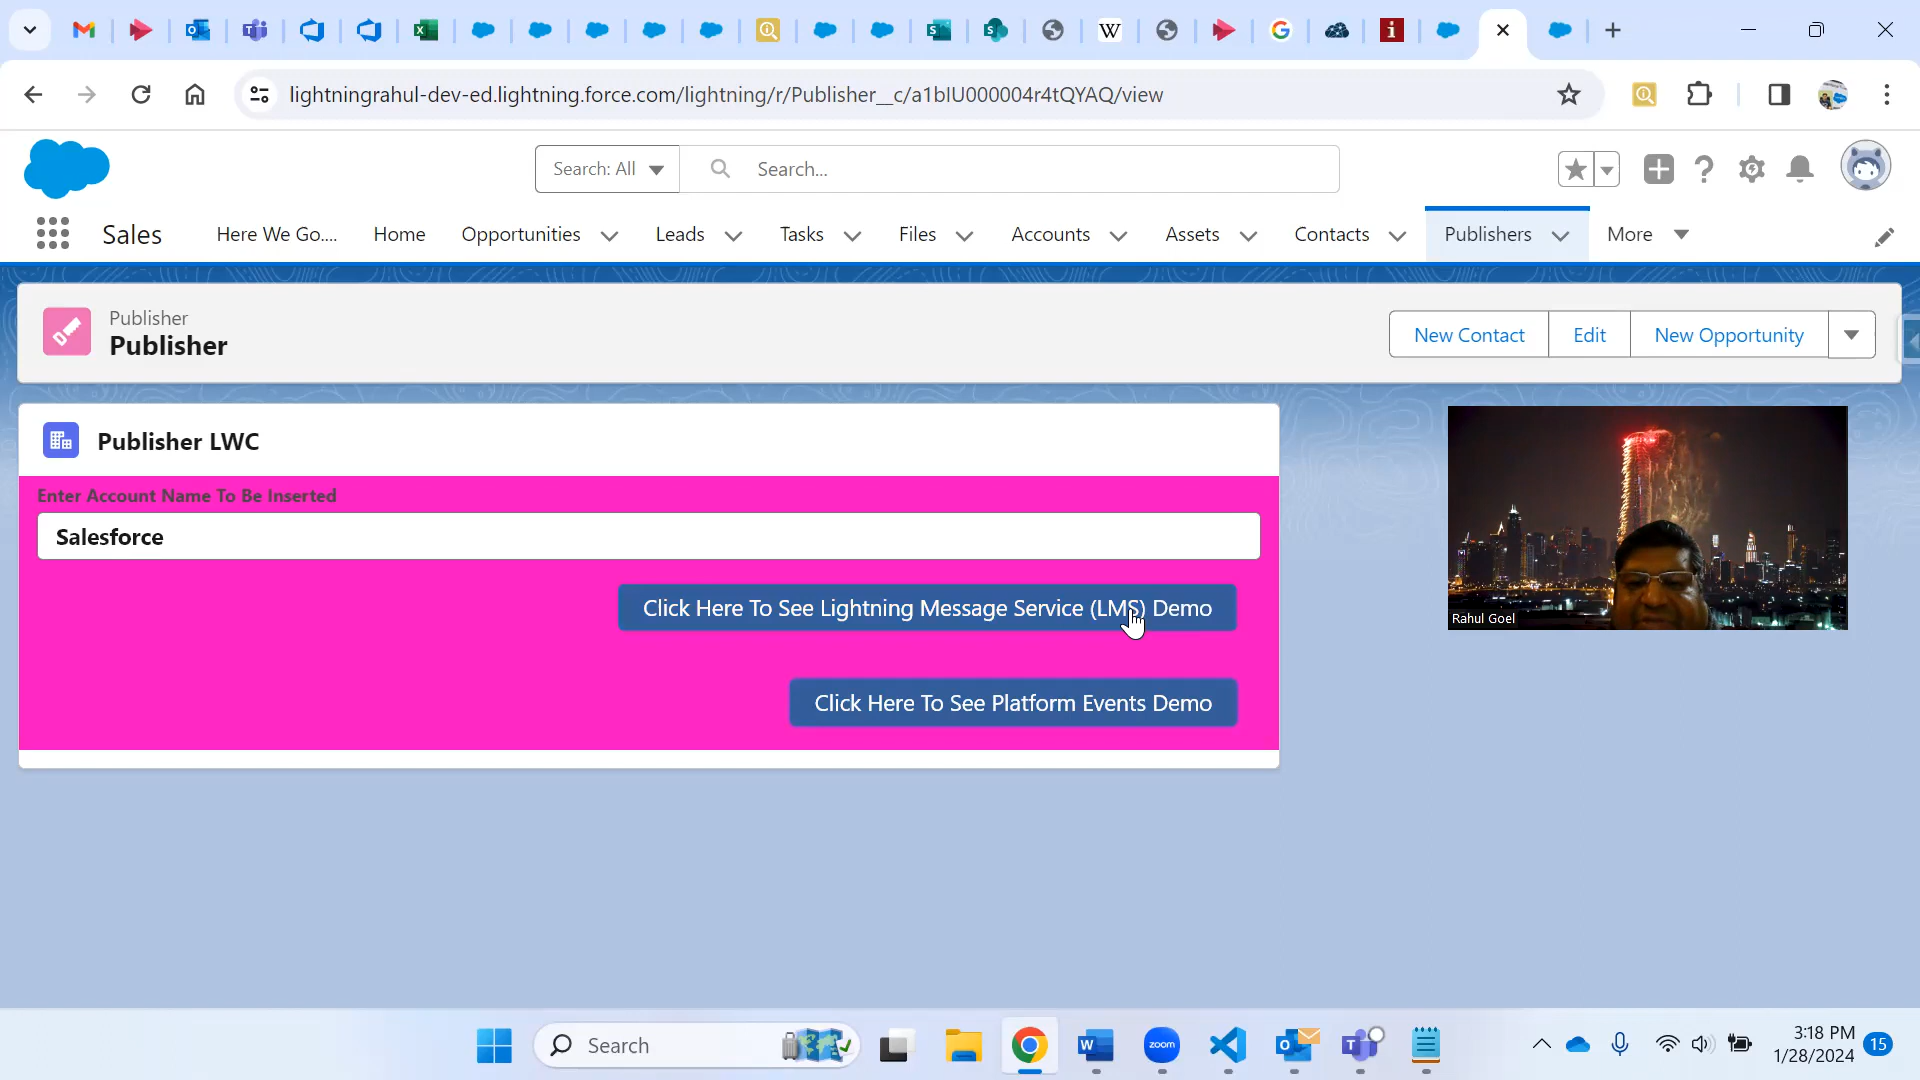 lightningrahul-dev-ed.lightning.force.com/lightning/r/Publisher__c/a1bIU000004r4tQYAQ/view
Search: All
Search...
Sales
Here We Go....
Home
Opportunities
Leads
Tasks
Files
Accounts
Assets
Contacts
Publishers
More
Publisher
Publisher
New Contact
Edit
New Opportunity
Publisher LWC
Enter Account Name To Be Inserted
Salesforce
Click Here To See Lightning Message Service (LMS) Demo
Click Here To See Platform Events Demo
Rahul Goel
Search
zoom
3:18 PM
1/28/2024
15